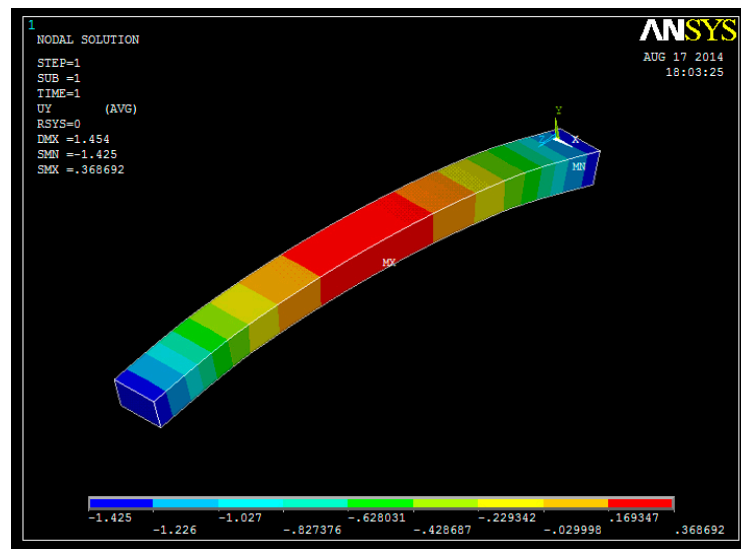 1
NODAL SOLUTION
STEP=1
SUB =1
TIME=1
UY (AVG)
RSYS=0
DMX =1.454
SMN =-1.425
SMX =.368692
ANSYS
AUG 17 2014
18:03:25
Y
Z X
MN
MX
-1.425 -1.027 -.628031 -.229342 .169347
-1.226 -.827376 -.428687 -.029998 .368692